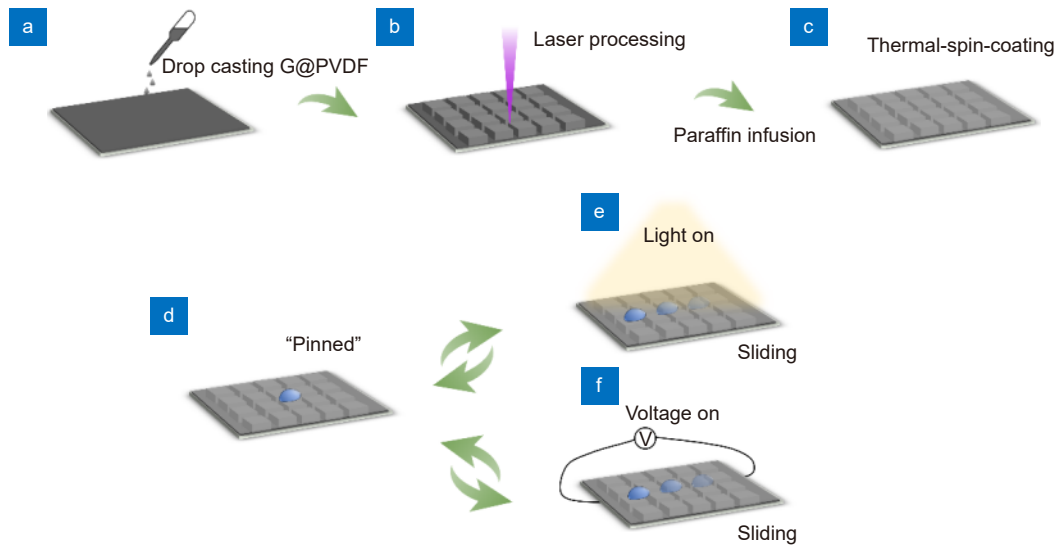 a
Drop casting G@PVDF
b
Laser processing
Paraffin infusion
c
Thermal-spin-coating
d
“Pinned”
e
Light on
Sliding
f
Voltage on
V
Sliding